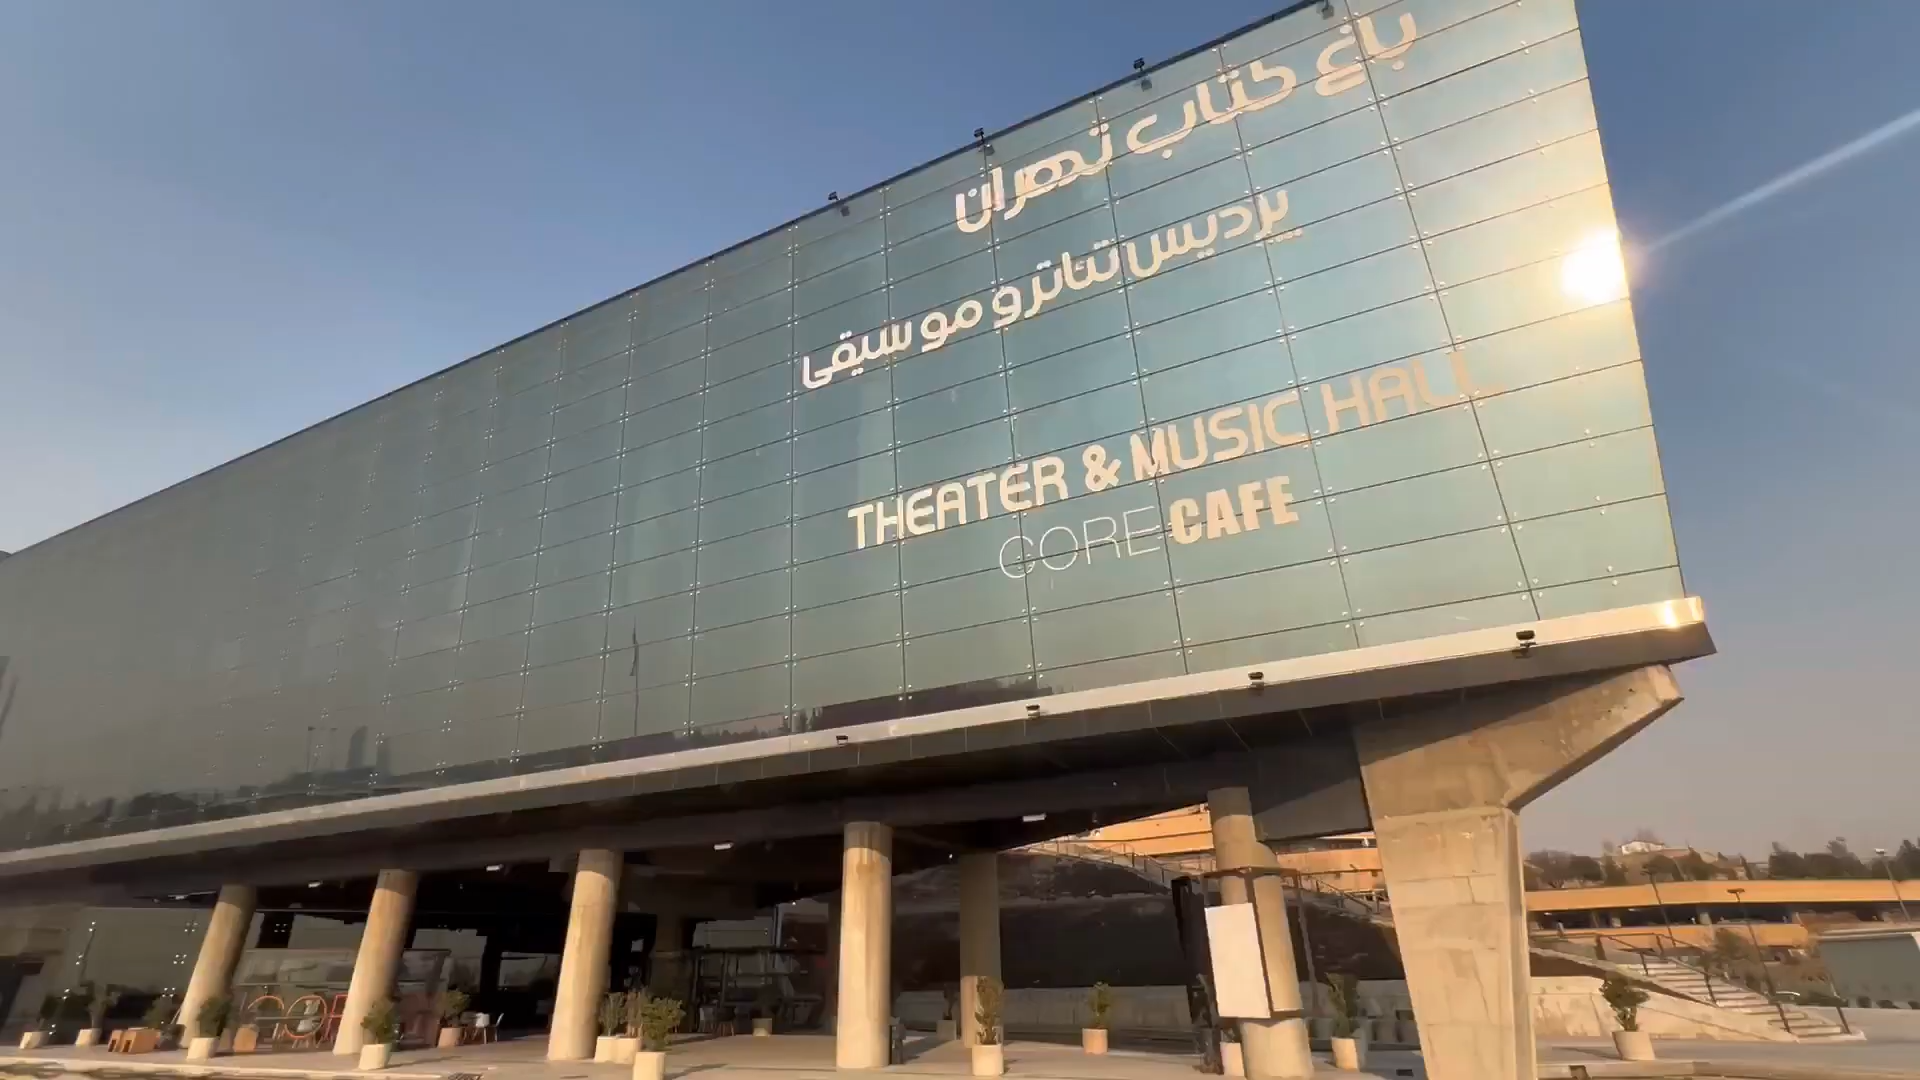 باغ کتاب تهران
پردیس تئاتر و موسیقی
THEATER & MUSIC HALL
CORE CAFE